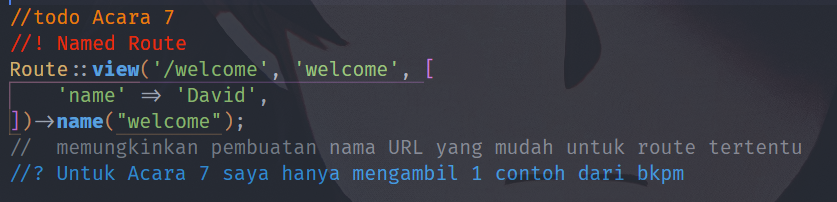 //todo Acara 7
//! Named Route
Route::view('/welcome', 'welcome', [
    'name' => 'David',
])->name("welcome");
//  memungkinkan pembuatan nama URL yang mudah untuk route tertentu
//? Untuk Acara 7 saya hanya mengambil 1 contoh dari bkpm